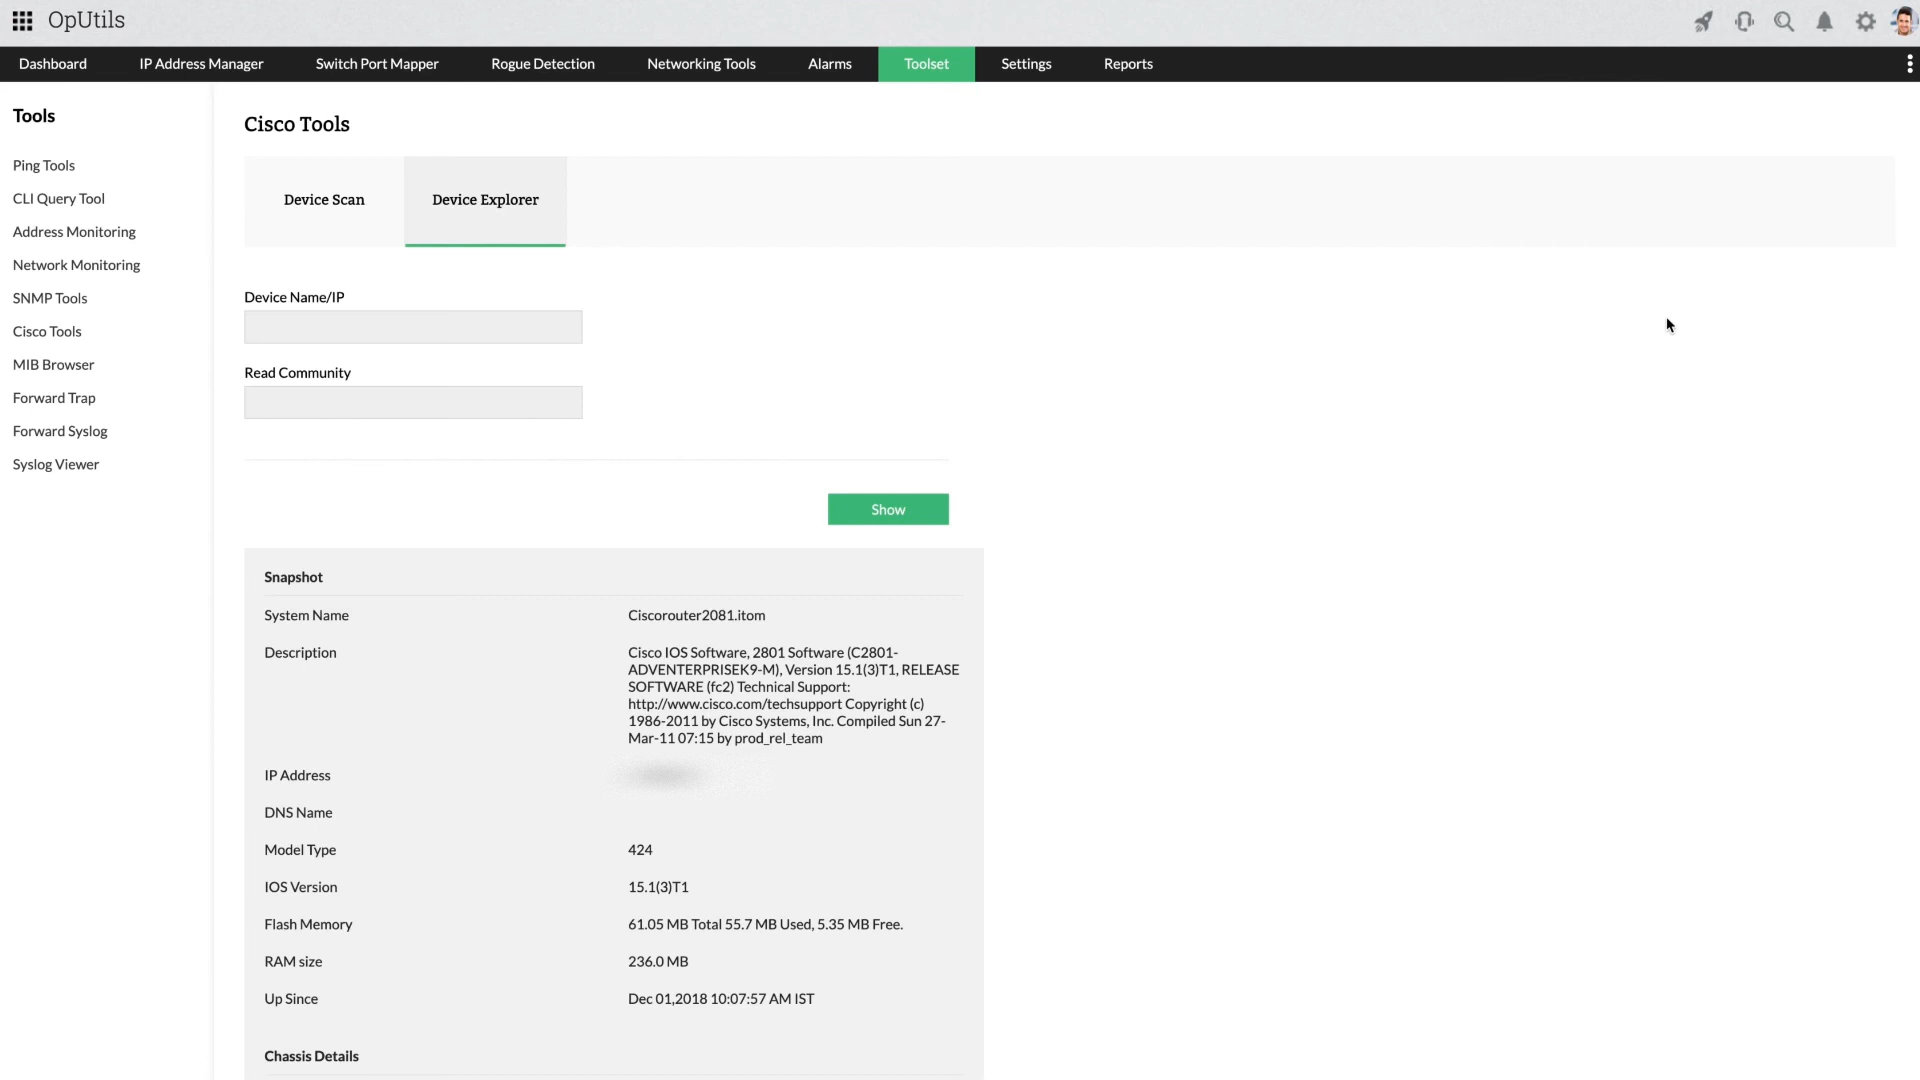 OpUtils
Dashboard IP Address Manager Switch Port Mapper Rogue Detection Networking Tools Alarms Toolset Settings Reports
Tools
Ping Tools
CLI Query Tool
Address Monitoring
Network Monitoring
SNMP Tools
Cisco Tools
MIB Browser
Forward Trap
Forward Syslog
Syslog Viewer
Cisco Tools
Device Scan Device Explorer
Device Name/IP
Read Community
Show
Snapshot
System Name Ciscorouter2081.itom
Description Cisco IOS Software, 2801 Software (C2801-
ADVENTERPRISEK9-M), Version 15.1(3)T1, RELEASE
SOFTWARE (fc2) Technical Support:
http://www.cisco.com/techsupport Copyright (c)
1986-2011 by Cisco Systems, Inc. Compiled Sun 27-
Mar-11 07:15 by prod_rel_team
IP Address
DNS Name
Model Type 424
IOS Version 15.1(3)T1
Flash Memory 61.05 MB Total 55.7 MB Used, 5.35 MB Free.
RAM size 236.0 MB
Up Since Dec 01,2018 10:07:57 AM IST
Chassis Details